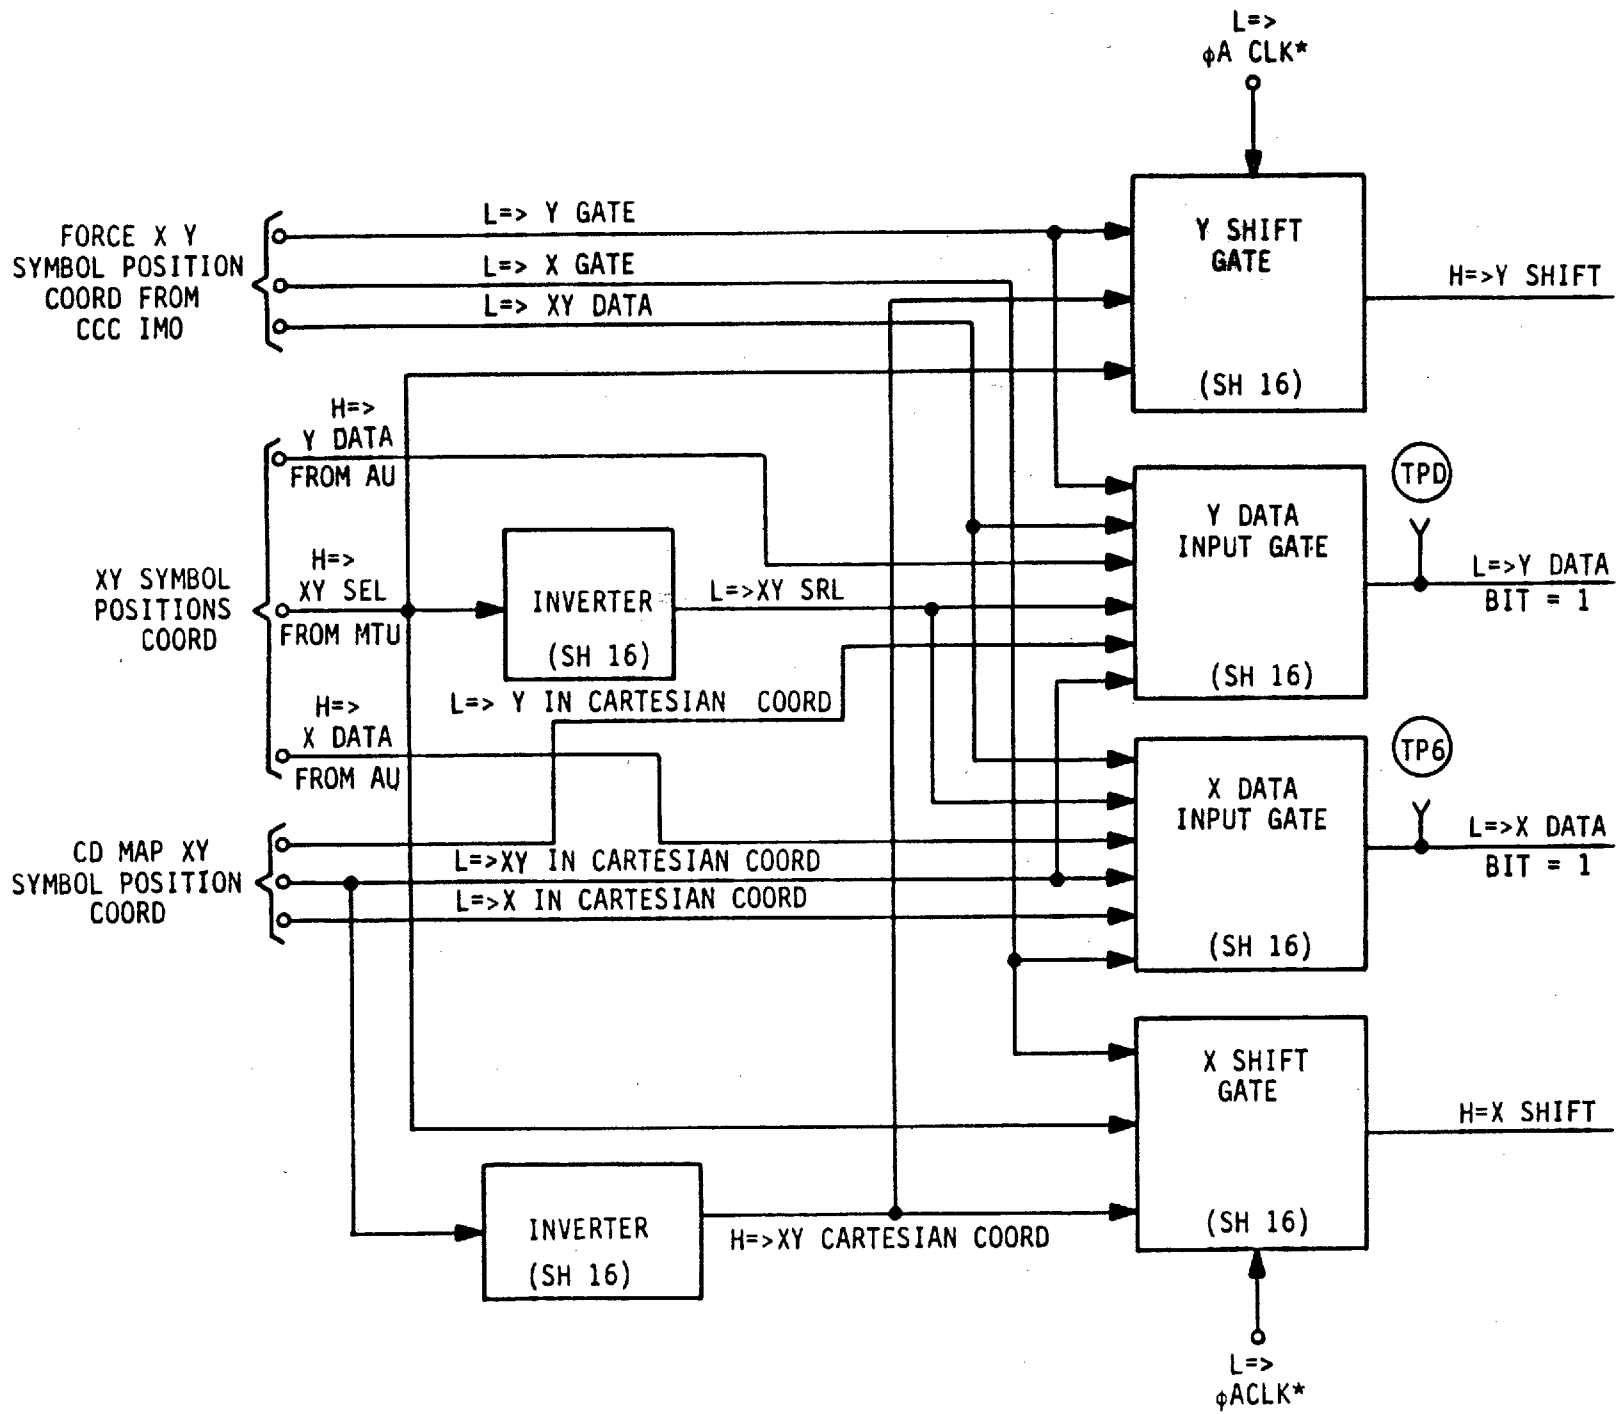 L=>
φA CLK*
FORCE X Y
SYMBOL POSITION
COORD FROM
CCC IMO
L=> Y GATE
L=> X GATE
L=> XY DATA
Y SHIFT
GATE
(SH 16)
H=>Y SHIFT
H=>
Y DATA
FROM AU
XY SYMBOL
POSITIONS
COORD
H=>
XY SEL
FROM MTU
INVERTER
(SH 16)
L=>XY SRL
Y DATA
INPUT GATE
(SH 16)
TPD
L=>Y DATA
BIT = 1
L=> Y IN CARTESIAN COORD
H=>
X DATA
FROM AU
CD MAP XY
SYMBOL POSITION
COORD
L=>XY IN CARTESIAN COORD
L=>X IN CARTESIAN COORD
X DATA
INPUT GATE
(SH 16)
TP6
L=>X DATA
BIT = 1
X SHIFT
GATE
(SH 16)
H=X SHIFT
INVERTER
(SH 16)
H=>XY CARTESIAN COORD
L=>
φACLK*